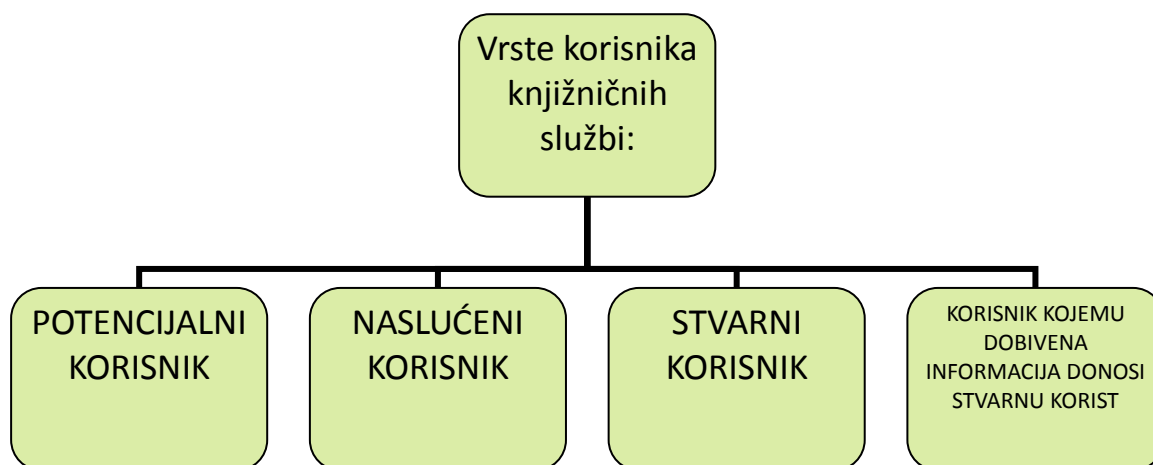 Vrste korisnika
knjižničnih
službi:
POTENCIJALNI
KORISNIK
NASLUĆENI
KORISNIK
STVARNI
KORISNIK
KORISNIK KOJEMU
DOBIVENA
INFORMACIJA DONOSI
STVARNU KORIST